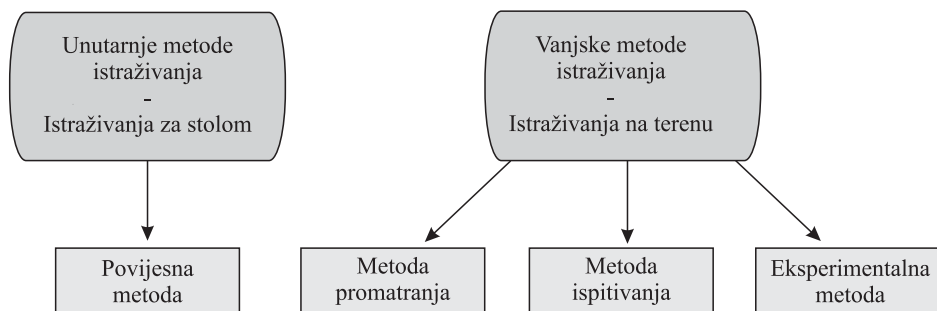 Unutarnje metode
istraživanja
-
Istraživanja za stolom
Vanjske metode
istraživanja
-
Istraživanja na terenu
Povijesna
metoda
Metoda
promatranja
Metoda
ispitivanja
Eksperimentalna
metoda